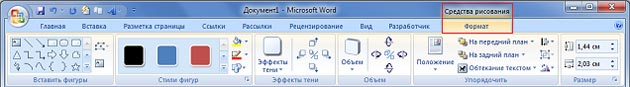 Документ1 - Microsoft Word
Средства рисования
Главная Вставка Разметка страницы Ссылки Рассылки Рецензирование Вид Разработчик Формат
Эффекты тени
Объем
Положение
На передний план
На задний план
Обтекание текстом
1,44 см
2,03 см
Вставить фигуры Стили фигур Эффекты тени Объем Упорядочить Размер